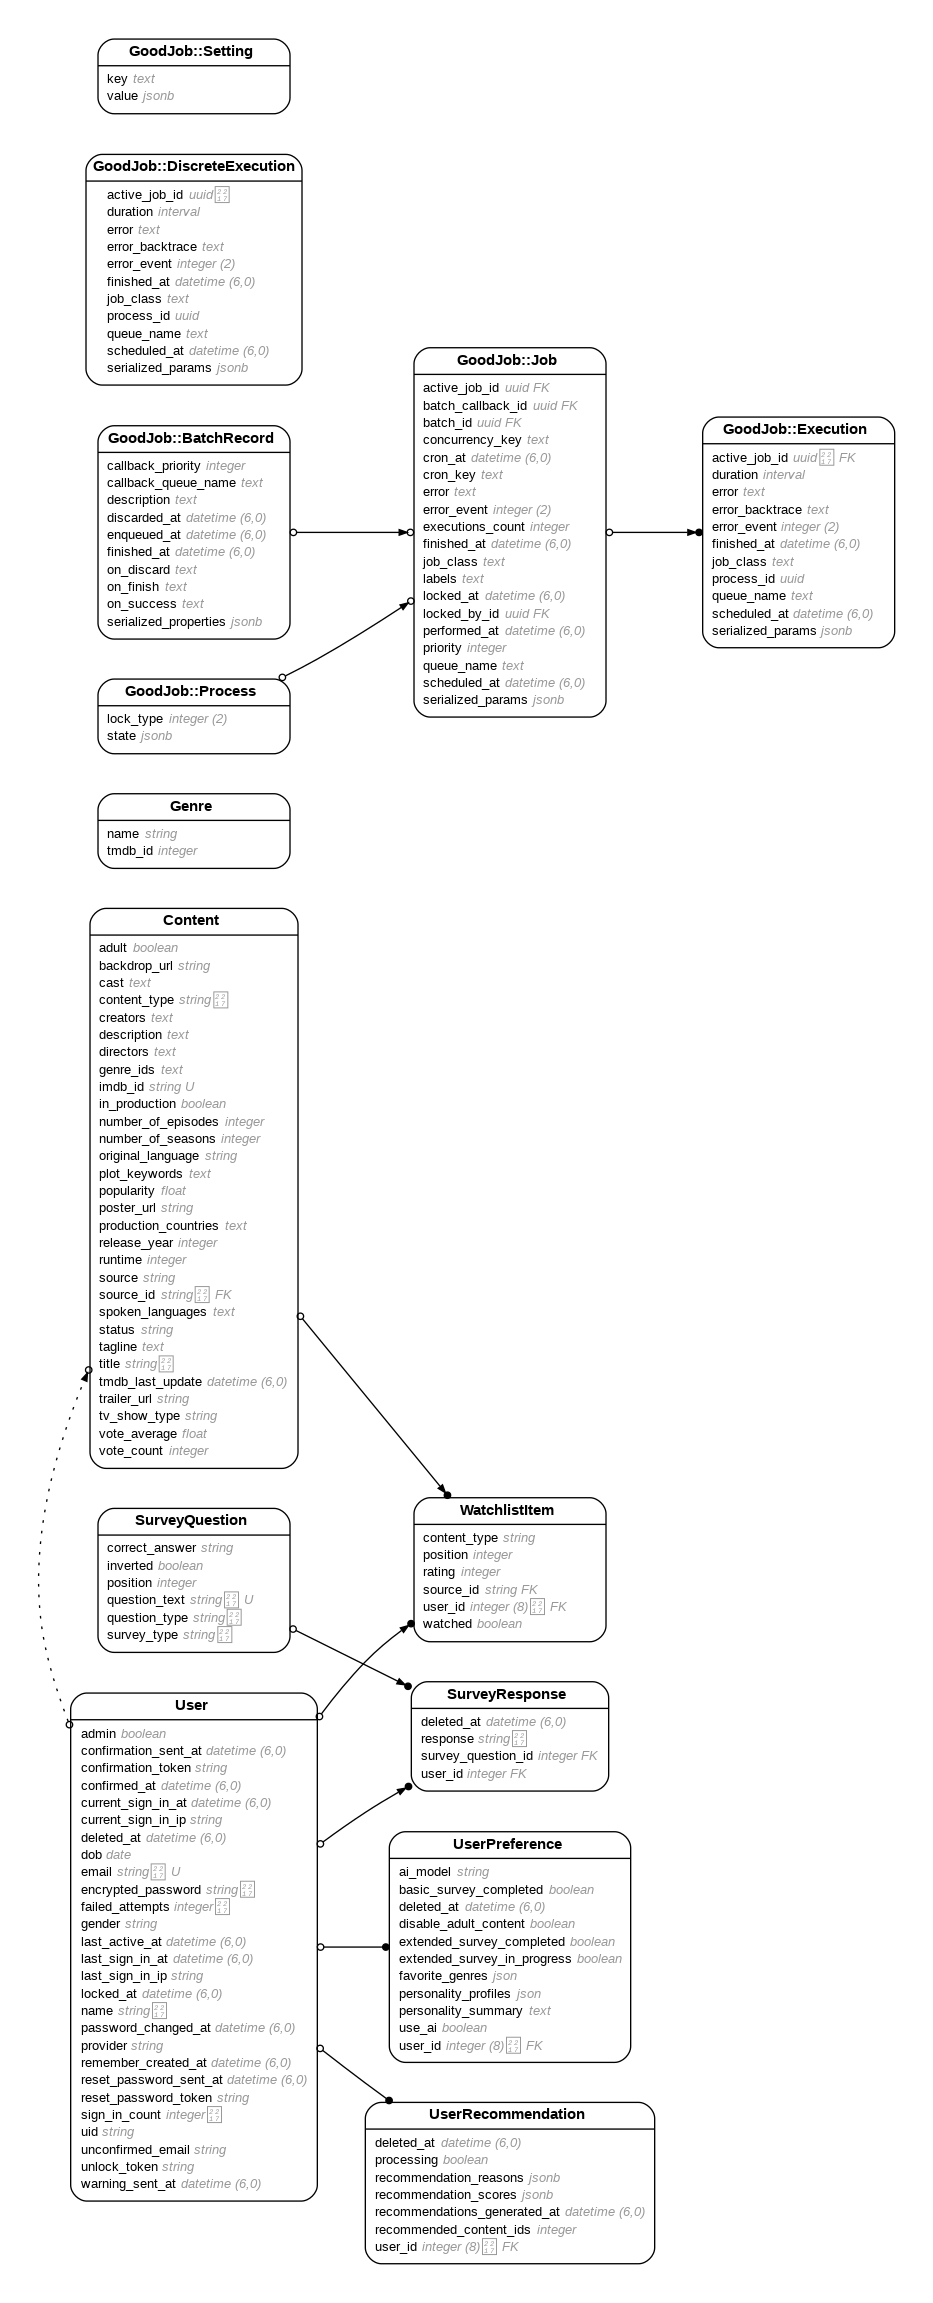 GoodJob::Setting
key text
value jsonb
GoodJob::DiscreteExecution
active_job_id uuid∗
duration interval
error text
error_backtrace text
error_event integer (2)
finished_at datetime (6,0)
job_class text
process_id uuid
queue_name text
scheduled_at datetime (6,0)
serialized_params jsonb
GoodJob::BatchRecord
callback_priority integer
callback_queue_name text
description text
discarded_at datetime (6,0)
enqueued_at datetime (6,0)
finished_at datetime (6,0)
on_discard text
on_finish text
on_success text
serialized_properties jsonb
GoodJob::Process
lock_type integer (2)
state jsonb
GoodJob::Job
active_job_id uuid FK
batch_callback_id uuid FK
batch_id uuid FK
concurrency_key text
cron_at datetime (6,0)
cron_key text
error text
error_event integer (2)
executions_count integer
finished_at datetime (6,0)
job_class text
labels text
locked_at datetime (6,0)
locked_by_id uuid FK
performed_at datetime (6,0)
priority integer
queue_name text
scheduled_at datetime (6,0)
serialized_params jsonb
GoodJob::Execution
active_job_id uuid∗ FK
duration interval
error text
error_backtrace text
error_event integer (2)
finished_at datetime (6,0)
job_class text
process_id uuid
queue_name text
scheduled_at datetime (6,0)
serialized_params jsonb
Genre
name string
tmdb_id integer
Content
adult boolean
backdrop_url string
cast text
content_type string∗
creators text
description text
directors text
genre_ids text
imdb_id string U
in_production boolean
number_of_episodes integer
number_of_seasons integer
original_language string
plot_keywords text
popularity float
poster_url string
production_countries text
release_year integer
runtime integer
source string
source_id string∗ FK
spoken_languages text
status string
tagline text
title string∗
tmdb_last_update datetime (6,0)
trailer_url string
tv_show_type string
vote_average float
vote_count integer
SurveyQuestion
correct_answer string
inverted boolean
position integer
question_text string∗ U
question_type string∗
survey_type string∗
WatchlistItem
content_type string
position integer
rating integer
source_id string FK
user_id integer (8)∗ FK
watched boolean
User
admin boolean
confirmation_sent_at datetime (6,0)
confirmation_token string
confirmed_at datetime (6,0)
current_sign_in_at datetime (6,0)
current_sign_in_ip string
deleted_at datetime (6,0)
dob date
email string∗ U
encrypted_password string∗
failed_attempts integer∗
gender string
last_active_at datetime (6,0)
last_sign_in_at datetime (6,0)
last_sign_in_ip string
locked_at datetime (6,0)
name string∗
password_changed_at datetime (6,0)
provider string
remember_created_at datetime (6,0)
reset_password_sent_at datetime (6,0)
reset_password_token string
sign_in_count integer∗
uid string
unconfirmed_email string
unlock_token string
warning_sent_at datetime (6,0)
SurveyResponse
deleted_at datetime (6,0)
response string∗
survey_question_id integer FK
user_id integer FK
UserPreference
ai_model string
basic_survey_completed boolean
deleted_at datetime (6,0)
disable_adult_content boolean
extended_survey_completed boolean
extended_survey_in_progress boolean
favorite_genres json
personality_profiles json
personality_summary text
use_ai boolean
user_id integer (8)∗ FK
UserRecommendation
deleted_at datetime (6,0)
processing boolean
recommendation_reasons jsonb
recommendation_scores jsonb
recommendations_generated_at datetime (6,0)
recommended_content_ids integer
user_id integer (8)∗ FK